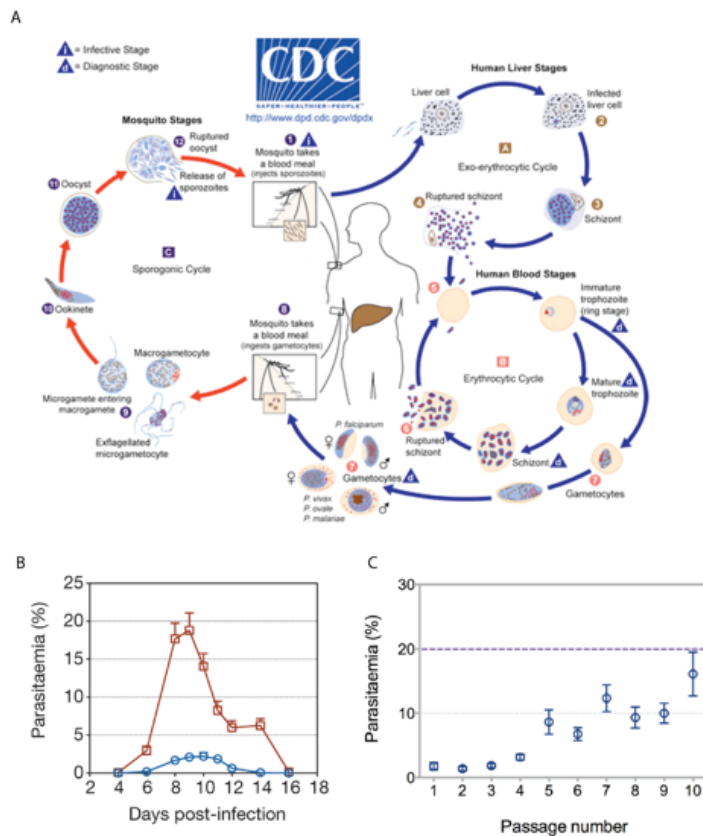 A
i = Infective Stage
d = Diagnostic Stage
CDC
SAFER • HEALTHIER • PEOPLE™
http://www.dpd.cdc.gov/dpdx
Mosquito Stages
12 Ruptured
oocyst
Release of
sporozoites
i
11 Oocyst
10 Ookinete
C
Sporogonic Cycle
Macrogametocyte
Microgamete entering
macrogamete
9
Exflagellated
microgametocyte
1 i
Mosquito takes
a blood meal
(injects sporozoites)
8
Mosquito takes
a blood meal
(ingests gametocytes)
Human Liver Stages
Liver cell
Infected
liver cell
2
A
Exo-erythrocytic Cycle
4 Ruptured schizont
3
Schizont
Human Blood Stages
5
Immature
trophozoite
(ring stage)
d
B
Erythrocytic Cycle
Mature
trophozoite
d
6
Ruptured
schizont
Schizont d
7
Gametocytes
P. falciparum
♀
7
♂
Gametocytes d
♀
P. vivax
P. ovale
P. malariae
♂
B
Parasitaemia (%)
25
20
15
10
5
0
2 4 6 8 10 12 14 16 18
Days post-infection
C
Parasitaemia (%)
30
20
10
0
1 2 3 4 5 6 7 8 9 10
Passage number